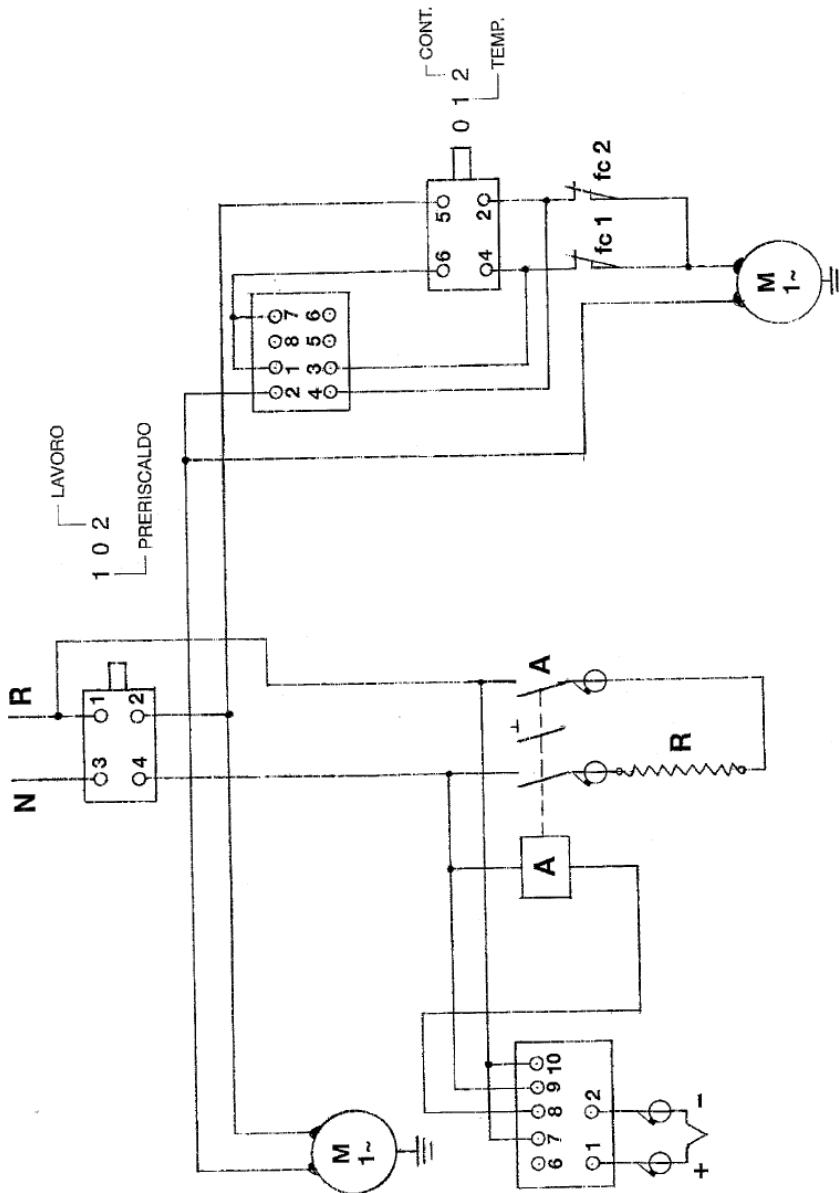 N R
3 1
4 2
1 0 2
LAVORO
PRERISCALDO
2 1 8 7
4 3 5 6
6 5
4 2
0 1 2
CONT.
TEMP.
fc 1 fc 2
M
1~
A
A
R
M
1~
6 7 8 9 10
1 2
+ -